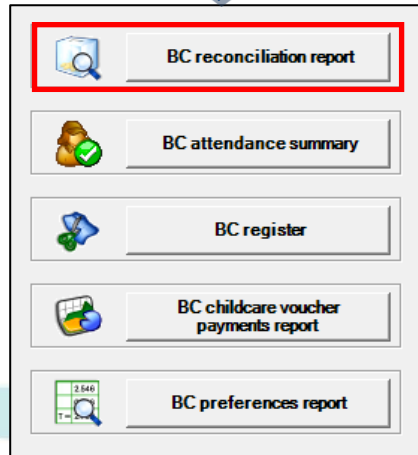 BC reconciliation report
BC attendance summary
BC register
BC childcare voucher
payments report
BC preferences report